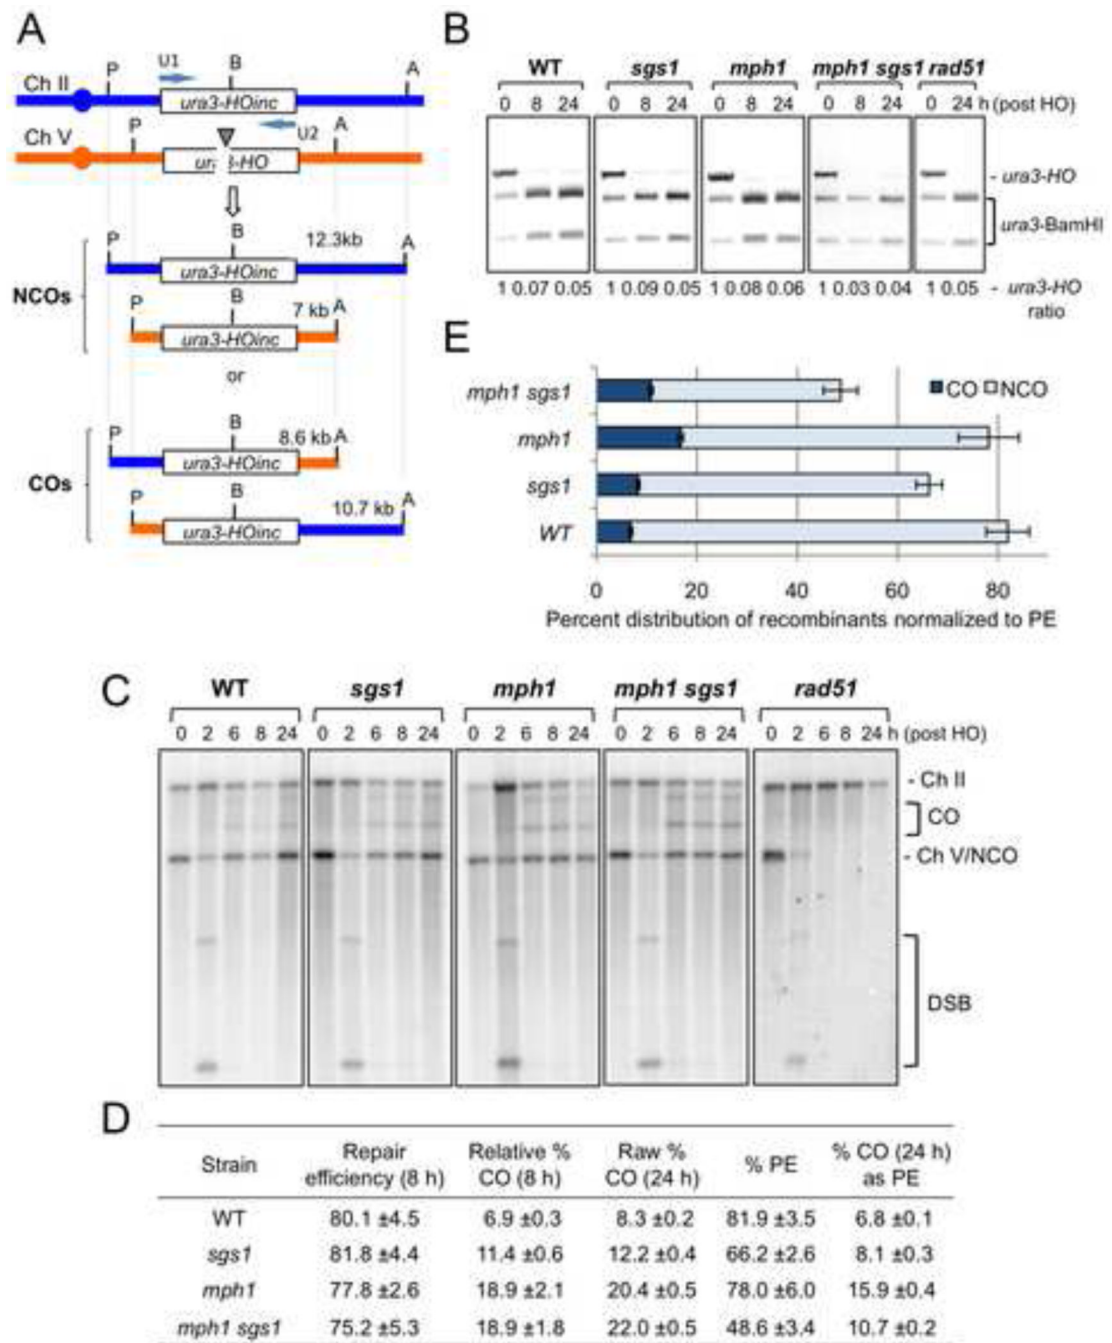 A
U1
P
B
A
Ch II
ura3-HOinc
U2
Ch V
P
A
ura3-HO
B
P
12.3kb
A
ura3-HOinc
NCOs
B
P
7 kb
A
ura3-HOinc
or
B
P
8.6 kb
A
ura3-HOinc
COs
B
P
10.7 kb
A
ura3-HOinc
B
WT sgs1 mph1 mph1 sgs1 rad51
0 8 24 0 8 24 0 8 24 0 8 24 0 24 h (post HO)
- ura3-HO
ura3-BamHI
1 0.07 0.05 1 0.09 0.05 1 0.08 0.06 1 0.03 0.04 1 0.05 - ura3-HO
ratio
E
CO NCO
mph1 sgs1
mph1
sgs1
WT
0 20 40 60 80
Percent distribution of recombinants normalized to PE
C
WT sgs1 mph1 mph1 sgs1 rad51
0 2 6 8 24 0 2 6 8 24 0 2 6 8 24 0 2 6 8 24 0 2 6 8 24 h (post HO)
- Ch II
CO
- Ch V/NCO
DSB
D
Strain Repair efficiency (8 h) Relative % CO (8 h) Raw % CO (24 h) % PE % CO (24 h) as PE
WT 80.1 ±4.5 6.9 ±0.3 8.3 ±0.2 81.9 ±3.5 6.8 ±0.1
sgs1 81.8 ±4.4 11.4 ±0.6 12.2 ±0.4 66.2 ±2.6 8.1 ±0.3
mph1 77.8 ±2.6 18.9 ±2.1 20.4 ±0.5 78.0 ±6.0 15.9 ±0.4
mph1 sgs1 75.2 ±5.3 18.9 ±1.8 22.0 ±0.5 48.6 ±3.4 10.7 ±0.2